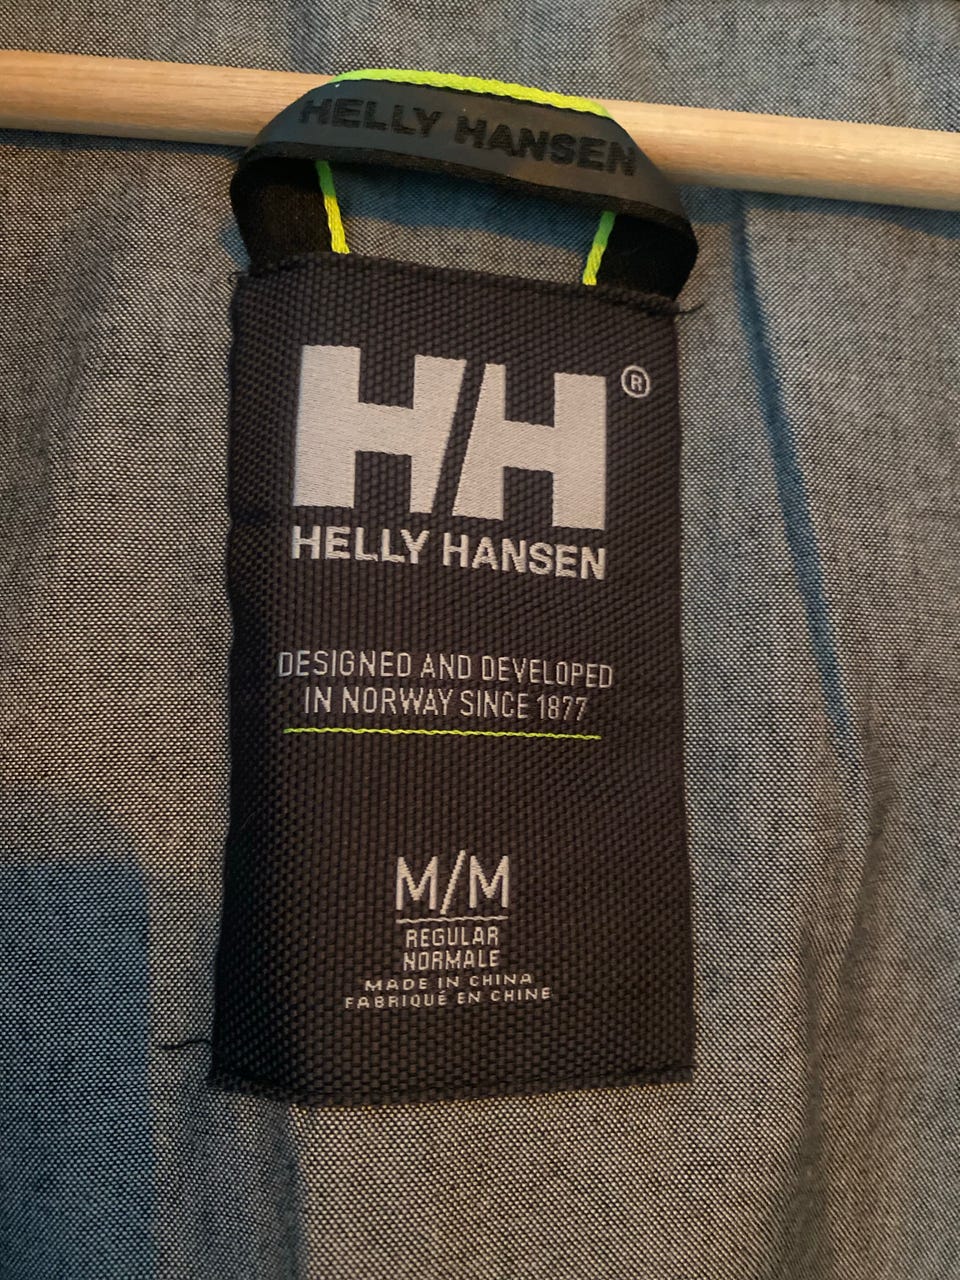 HELLY HANSEN
HH®
HELLY HANSEN
DESIGNED AND DEVELOPED
IN NORWAY SINCE 1877
M/M
REGULAR
NORMALE
MADE IN CHINA
FABRIQUÉ EN CHINE